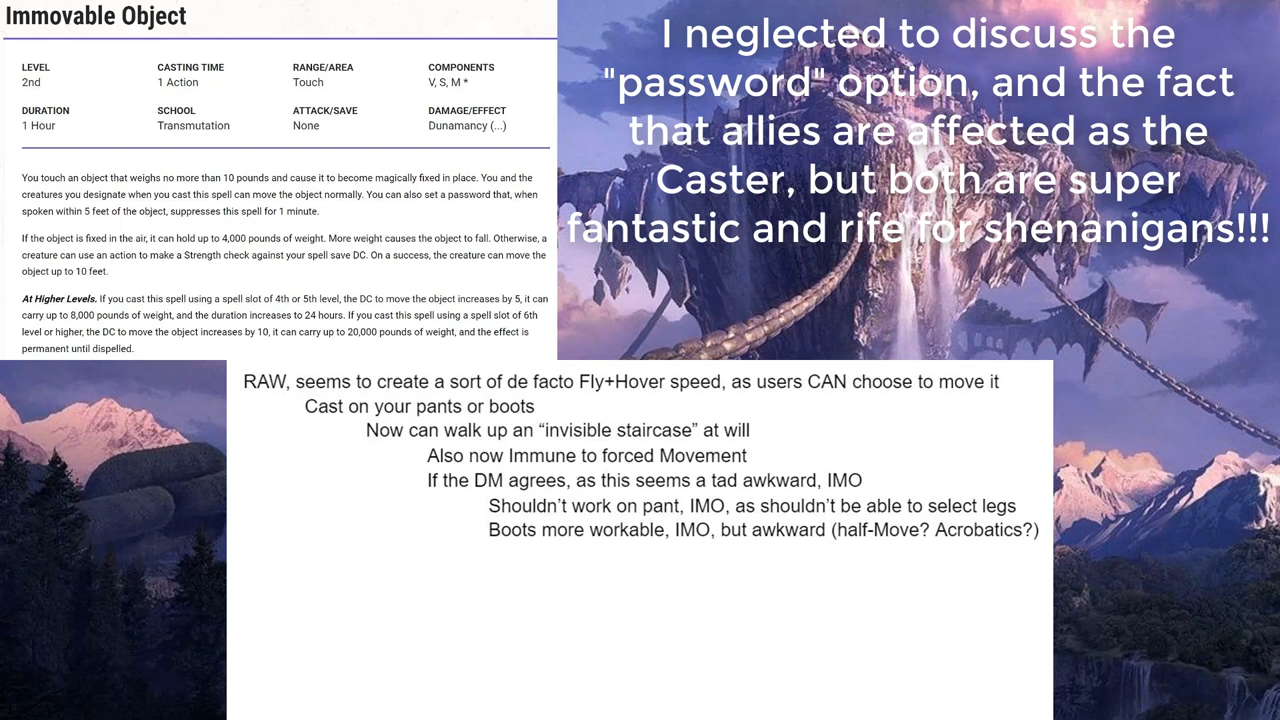 Immovable Object
LEVEL CASTING TIME RANGE/AREA COMPONENTS
2nd 1 Action Touch V, S, M *
DURATION SCHOOL ATTACK/SAVE DAMAGE/EFFECT
1 Hour Transmutation None Dunamancy (...)
You touch an object that weighs no more than 10 pounds and cause it to become magically fixed in place. You and the
creatures you designate when you cast this spell can move the object normally. You can also set a password that, when
spoken within 5 feet of the object, suppresses this spell for 1 minute.
If the object is fixed in the air, it can hold up to 4,000 pounds of weight. More weight causes the object to fall. Otherwise, a
creature can use an action to make a Strength check against your spell save DC. On a success, the creature can move the
object up to 10 feet.
At Higher Levels. If you cast this spell using a spell slot of 4th or 5th level, the DC to move the object increases by 5, it can
carry up to 8,000 pounds of weight, and the duration increases to 24 hours. If you cast this spell using a spell slot of 6th
level or higher, the DC to move the object increases by 10, it can carry up to 20,000 pounds of weight, and the effect is
permanent until dispelled.
I neglected to discuss the
"password" option, and the fact
that allies are affected as the
Caster, but both are super
fantastic and rife for shenanigans!!!
RAW, seems to create a sort of de facto Fly+Hover speed, as users CAN choose to move it
Cast on your pants or boots
Now can walk up an “invisible staircase” at will
Also now Immune to forced Movement
If the DM agrees, as this seems a tad awkward, IMO
Shouldn’t work on pant, IMO, as shouldn’t be able to select legs
Boots more workable, IMO, but awkward (half-Move? Acrobatics?)